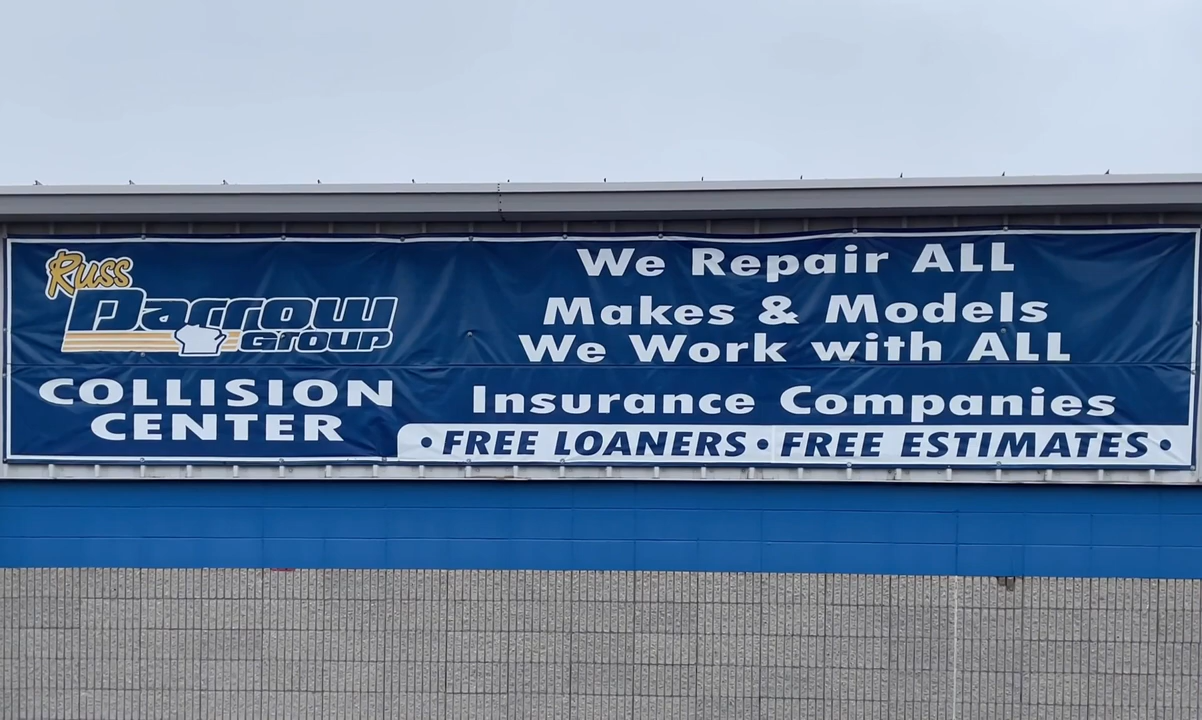 Russ
Darrow
Group
COLLISION
CENTER
We Repair ALL
Makes & Models
We Work with ALL
Insurance Companies
• FREE LOANERS • FREE ESTIMATES •